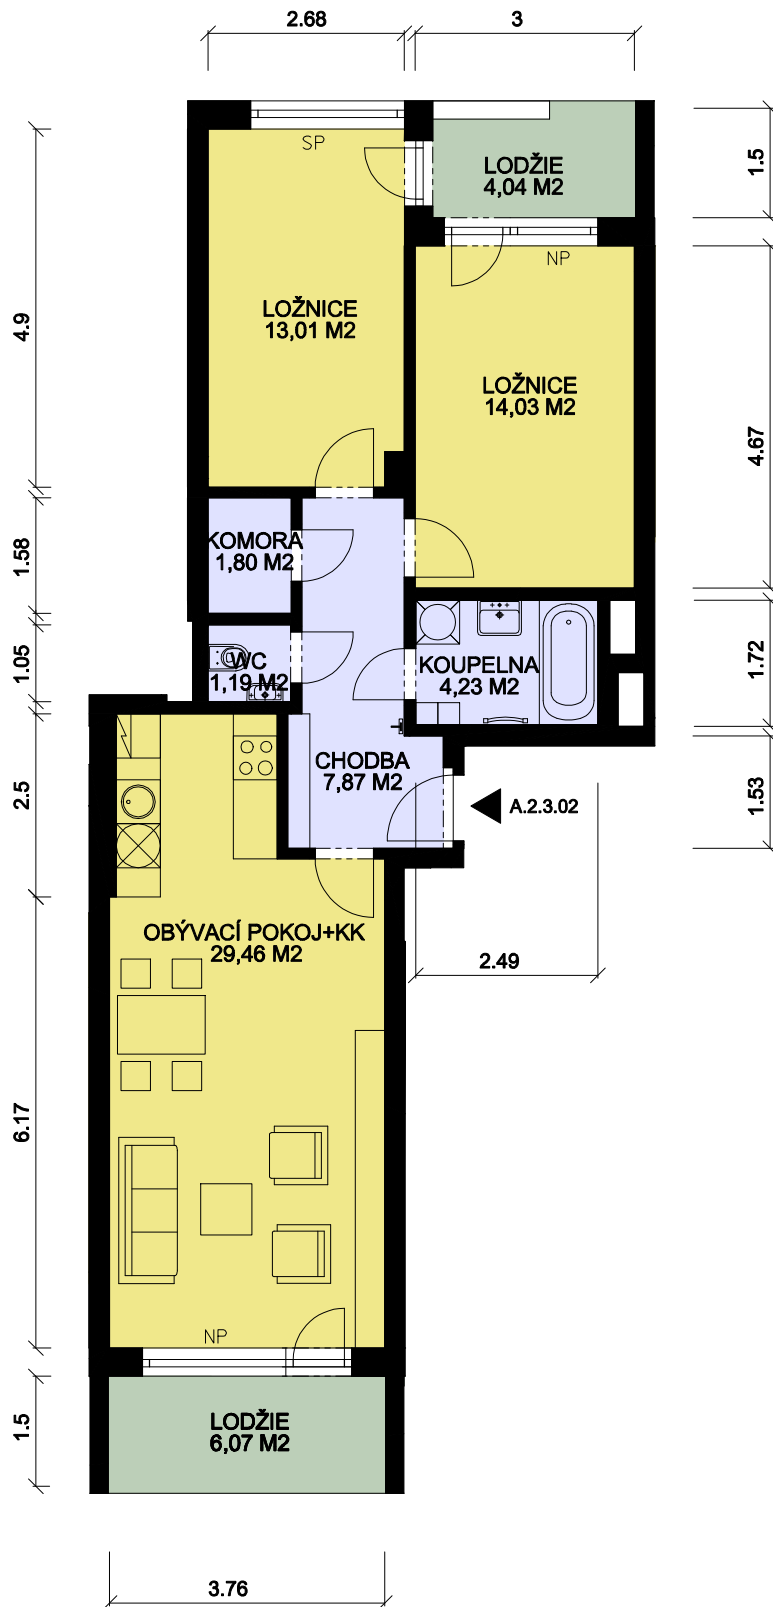 2.68
3
SP
LODŽIE
4,04 M2
1.5
NP
LOŽNICE
13,01 M2
4.9
LOŽNICE
14,03 M2
4.67
KOMORA
1,80 M2
1.58
WC
1,19 M2
1.05
KOUPELNA
4,23 M2
1.72
CHODBA
7,87 M2
2.5
A.2.3.02
1.53
OBÝVACÍ POKOJ+KK
29,46 M2
2.49
6.17
NP
LODŽIE
6,07 M2
1.5
3.76